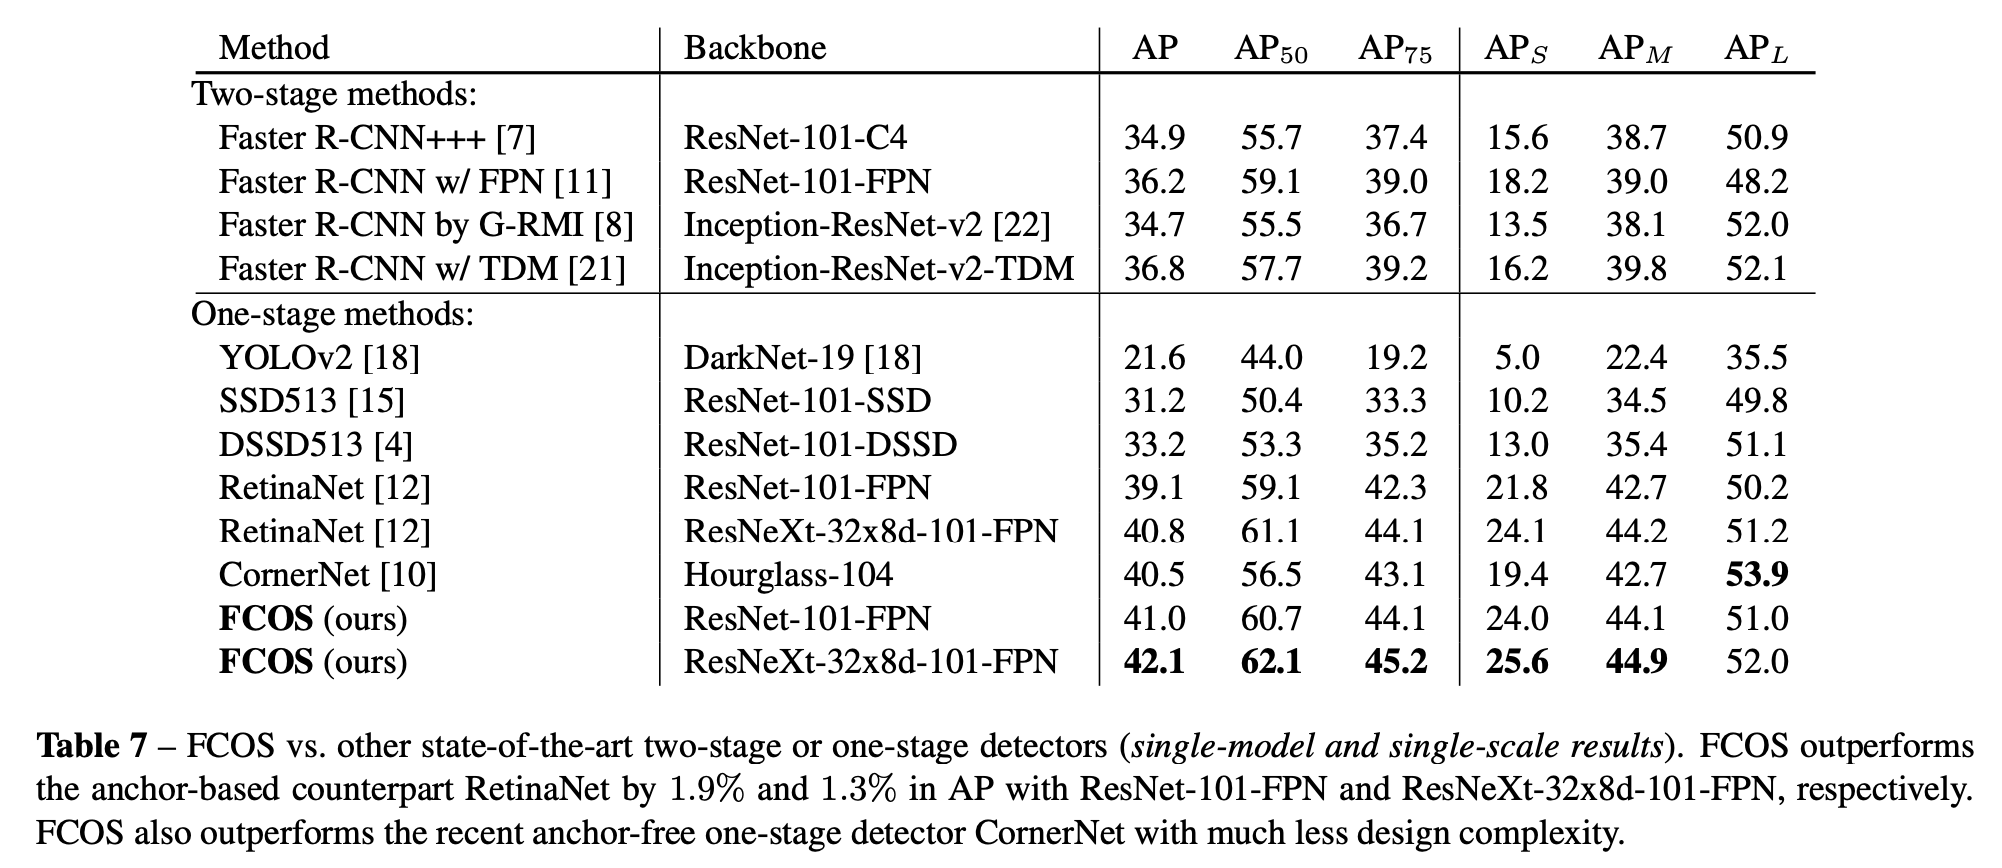 Method Backbone AP AP50 AP75 APS APM APL
Two-stage methods:
Faster R-CNN+++ [7] ResNet-101-C4 34.9 55.7 37.4 15.6 38.7 50.9
Faster R-CNN w/ FPN [11] ResNet-101-FPN 36.2 59.1 39.0 18.2 39.0 48.2
Faster R-CNN by G-RMI [8] Inception-ResNet-v2 [22] 34.7 55.5 36.7 13.5 38.1 52.0
Faster R-CNN w/ TDM [21] Inception-ResNet-v2-TDM 36.8 57.7 39.2 16.2 39.8 52.1
One-stage methods:
YOLOv2 [18] DarkNet-19 [18] 21.6 44.0 19.2 5.0 22.4 35.5
SSD513 [15] ResNet-101-SSD 31.2 50.4 33.3 10.2 34.5 49.8
DSSD513 [4] ResNet-101-DSSD 33.2 53.3 35.2 13.0 35.4 51.1
RetinaNet [12] ResNet-101-FPN 39.1 59.1 42.3 21.8 42.7 50.2
RetinaNet [12] ResNeXt-32x8d-101-FPN 40.8 61.1 44.1 24.1 44.2 51.2
CornerNet [10] Hourglass-104 40.5 56.5 43.1 19.4 42.7 53.9
FCOS (ours) ResNet-101-FPN 41.0 60.7 44.1 24.0 44.1 51.0
FCOS (ours) ResNeXt-32x8d-101-FPN 42.1 62.1 45.2 25.6 44.9 52.0
Table 7 – FCOS vs. other state-of-the-art two-stage or one-stage detectors (single-model and single-scale results). FCOS outperforms
the anchor-based counterpart RetinaNet by 1.9% and 1.3% in AP with ResNet-101-FPN and ResNeXt-32x8d-101-FPN, respectively.
FCOS also outperforms the recent anchor-free one-stage detector CornerNet with much less design complexity.